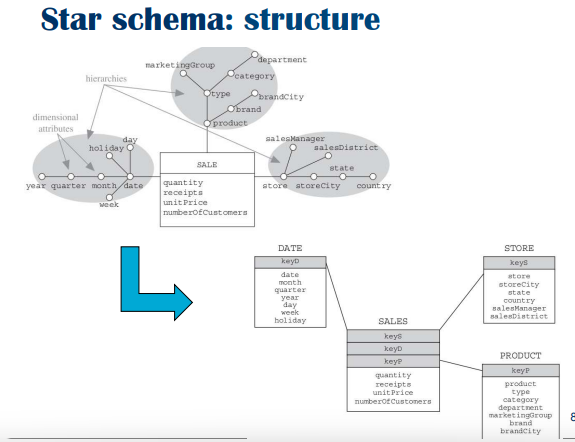 Star schema: structure
marketingGroup
department
category
hierarchies
type
brandCity
brand
product
dimensional
attributes
day
holiday
year quarter month date
week
SALE
quantity
receipts
unitPrice
numberOfCustomers
salesManager
salesDistrict
state
store storeCity country
DATE
keyD
date
month
quarter
year
day
week
holiday
SALES
keyS
keyD
keyP
quantity
receipts
unitPrice
numberOfCustomers
STORE
keyS
store
storeCity
state
country
salesManager
salesDistrict
PRODUCT
keyP
product
type
category
department
marketingGroup
brand
brandCity
8